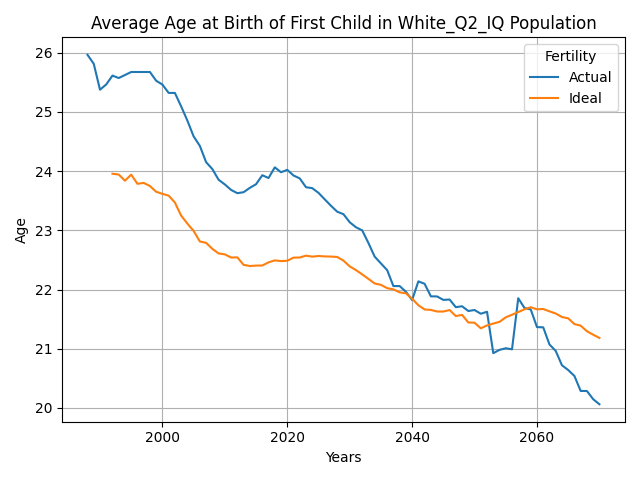 Average Age at Birth of First Child in White_Q2_IQ Population
Fertility
Actual
Ideal
Age
26
25
24
23
22
21
20
2000
2020
2040
2060
Years